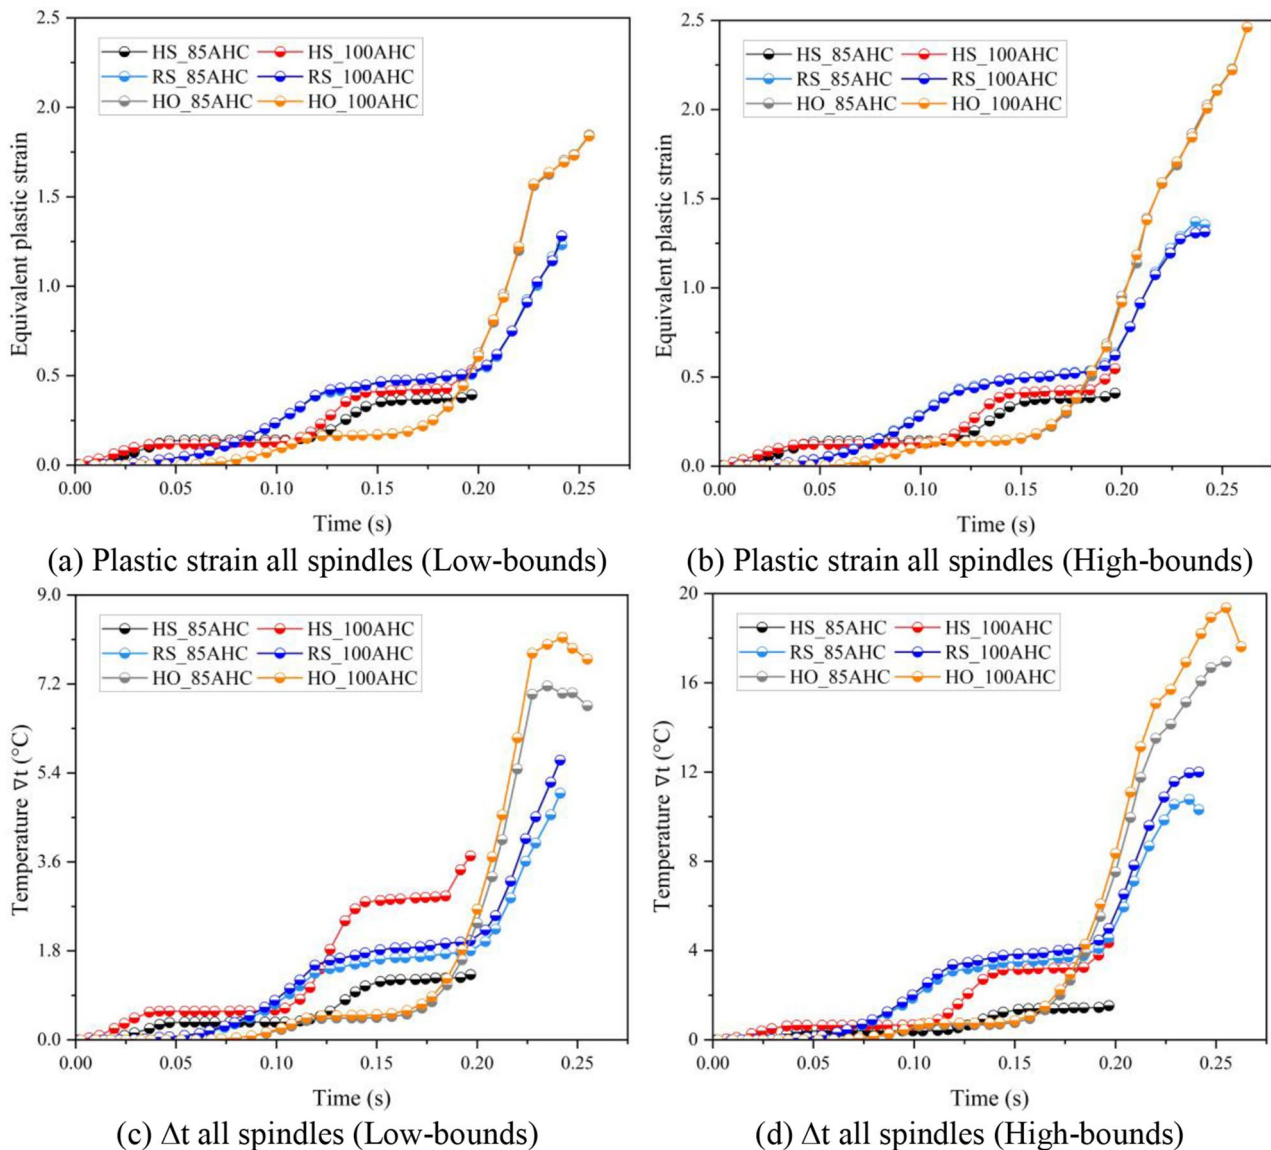 2.5
2.0
1.5
1.0
0.5
0.0
Equivalent plastic strain
HS_85AHC HS_100AHC
RS_85AHC RS_100AHC
HO_85AHC HO_100AHC
0.00 0.05 0.10 0.15 0.20 0.25
Time (s)
(a) Plastic strain all spindles (Low-bounds)
2.5
2.0
1.5
1.0
0.5
0.0
Equivalent plastic strain
HS_85AHC HS_100AHC
RS_85AHC RS_100AHC
HO_85AHC HO_100AHC
0.00 0.05 0.10 0.15 0.20 0.25
Time (s)
(b) Plastic strain all spindles (High-bounds)
9.0
7.2
5.4
3.6
1.8
0.0
Temperature ∇t (°C)
HS_85AHC HS_100AHC
RS_85AHC RS_100AHC
HO_85AHC HO_100AHC
0.00 0.05 0.10 0.15 0.20 0.25
Time (s)
(c) Δt all spindles (Low-bounds)
20
16
12
8
4
0
Temperature ∇t (°C)
HS_85AHC HS_100AHC
RS_85AHC RS_100AHC
HO_85AHC HO_100AHC
0.00 0.05 0.10 0.15 0.20 0.25
Time (s)
(d) Δt all spindles (High-bounds)